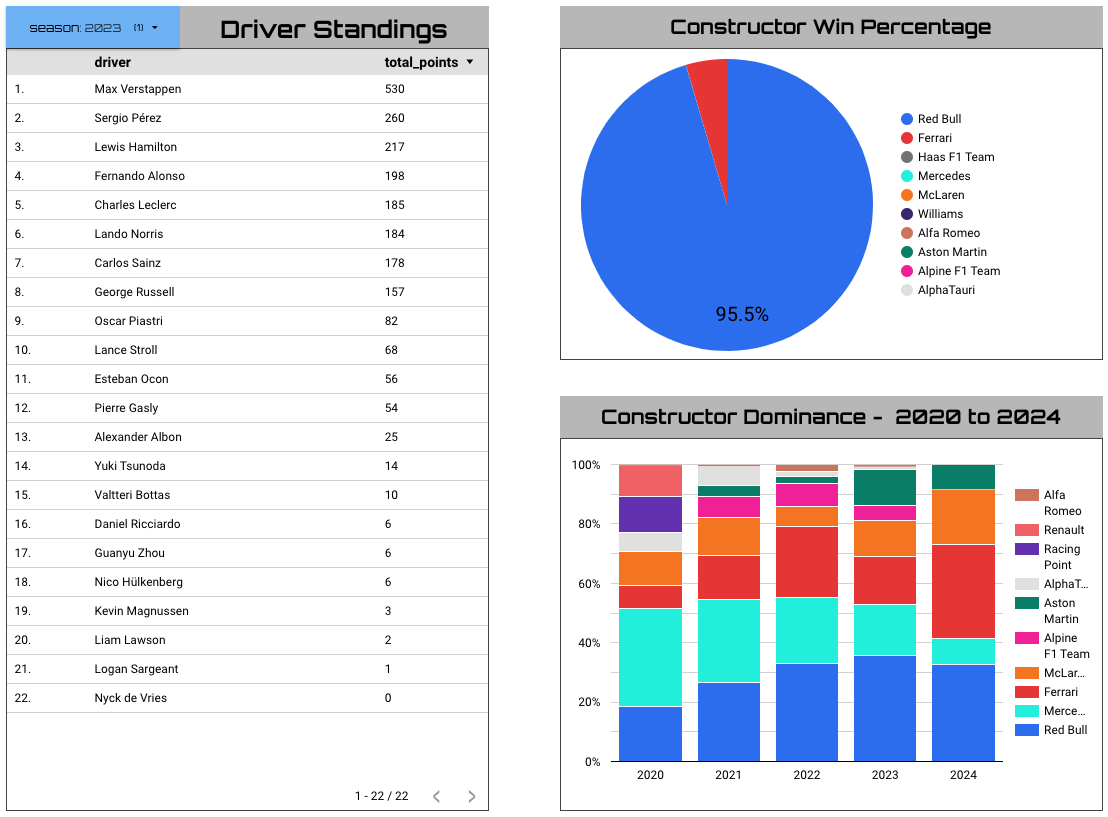 season: 2023 (1)
Driver Standings
driver total_points
1. Max Verstappen 530
2. Sergio Pérez 260
3. Lewis Hamilton 217
4. Fernando Alonso 198
5. Charles Leclerc 185
6. Lando Norris 184
7. Carlos Sainz 178
8. George Russell 157
9. Oscar Piastri 82
10. Lance Stroll 68
11. Esteban Ocon 56
12. Pierre Gasly 54
13. Alexander Albon 25
14. Yuki Tsunoda 14
15. Valtteri Bottas 10
16. Daniel Ricciardo 6
17. Guanyu Zhou 6
18. Nico Hülkenberg 6
19. Kevin Magnussen 3
20. Liam Lawson 2
21. Logan Sargeant 1
22. Nyck de Vries 0
1 - 22 / 22
Constructor Win Percentage
95.5%
Red Bull
Ferrari
Haas F1 Team
Mercedes
McLaren
Williams
Alfa Romeo
Aston Martin
Alpine F1 Team
AlphaTauri
Constructor Dominance - 2020 to 2024
100%
80%
60%
40%
20%
0%
2020 2021 2022 2023 2024
Alfa
Romeo
Renault
Racing
Point
AlphaT...
Aston
Martin
Alpine
F1 Team
McLar...
Ferrari
Merce...
Red Bull